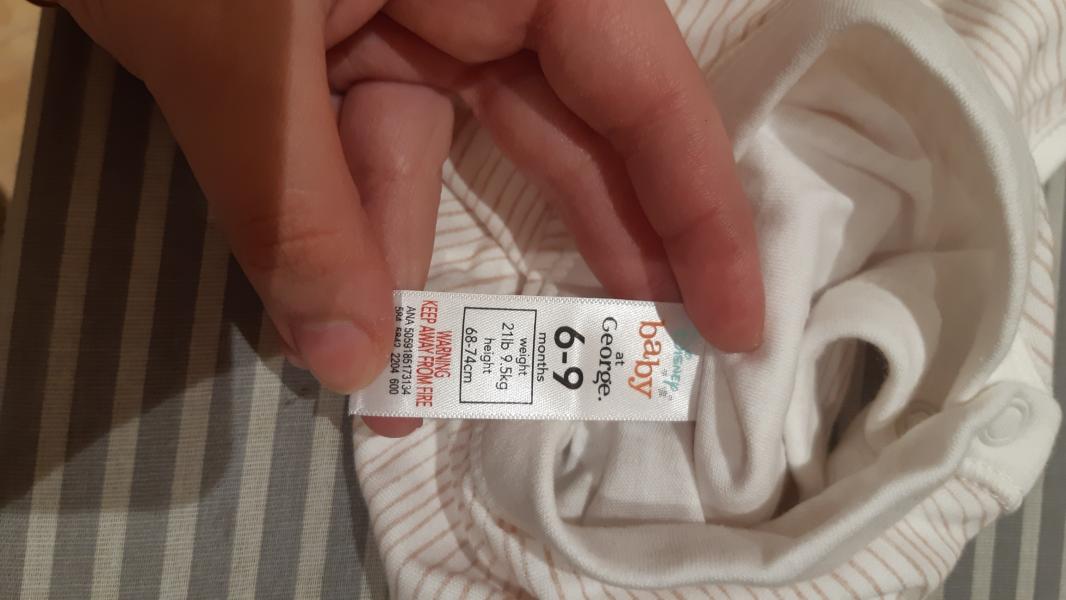 DISNEY
baby
at
George.
6-9
months
weight
21lb 9.5kg
height
68-74cm
WARNING
KEEP AWAY FROM FIRE
ANA 5059185173134
584 5842 2204 600